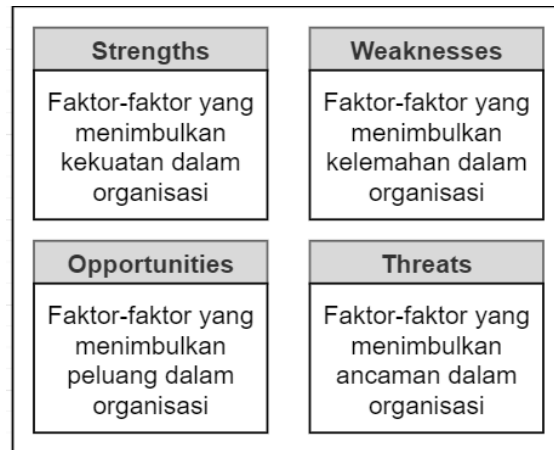 Strengths
Faktor-faktor yang
menimbulkan
kekuatan dalam
organisasi
Weaknesses
Faktor-faktor yang
menimbulkan
kelemahan dalam
organisasi
Opportunities
Faktor-faktor yang
menimbulkan
peluang dalam
organisasi
Threats
Faktor-faktor yang
menimbulkan
ancaman dalam
organisasi